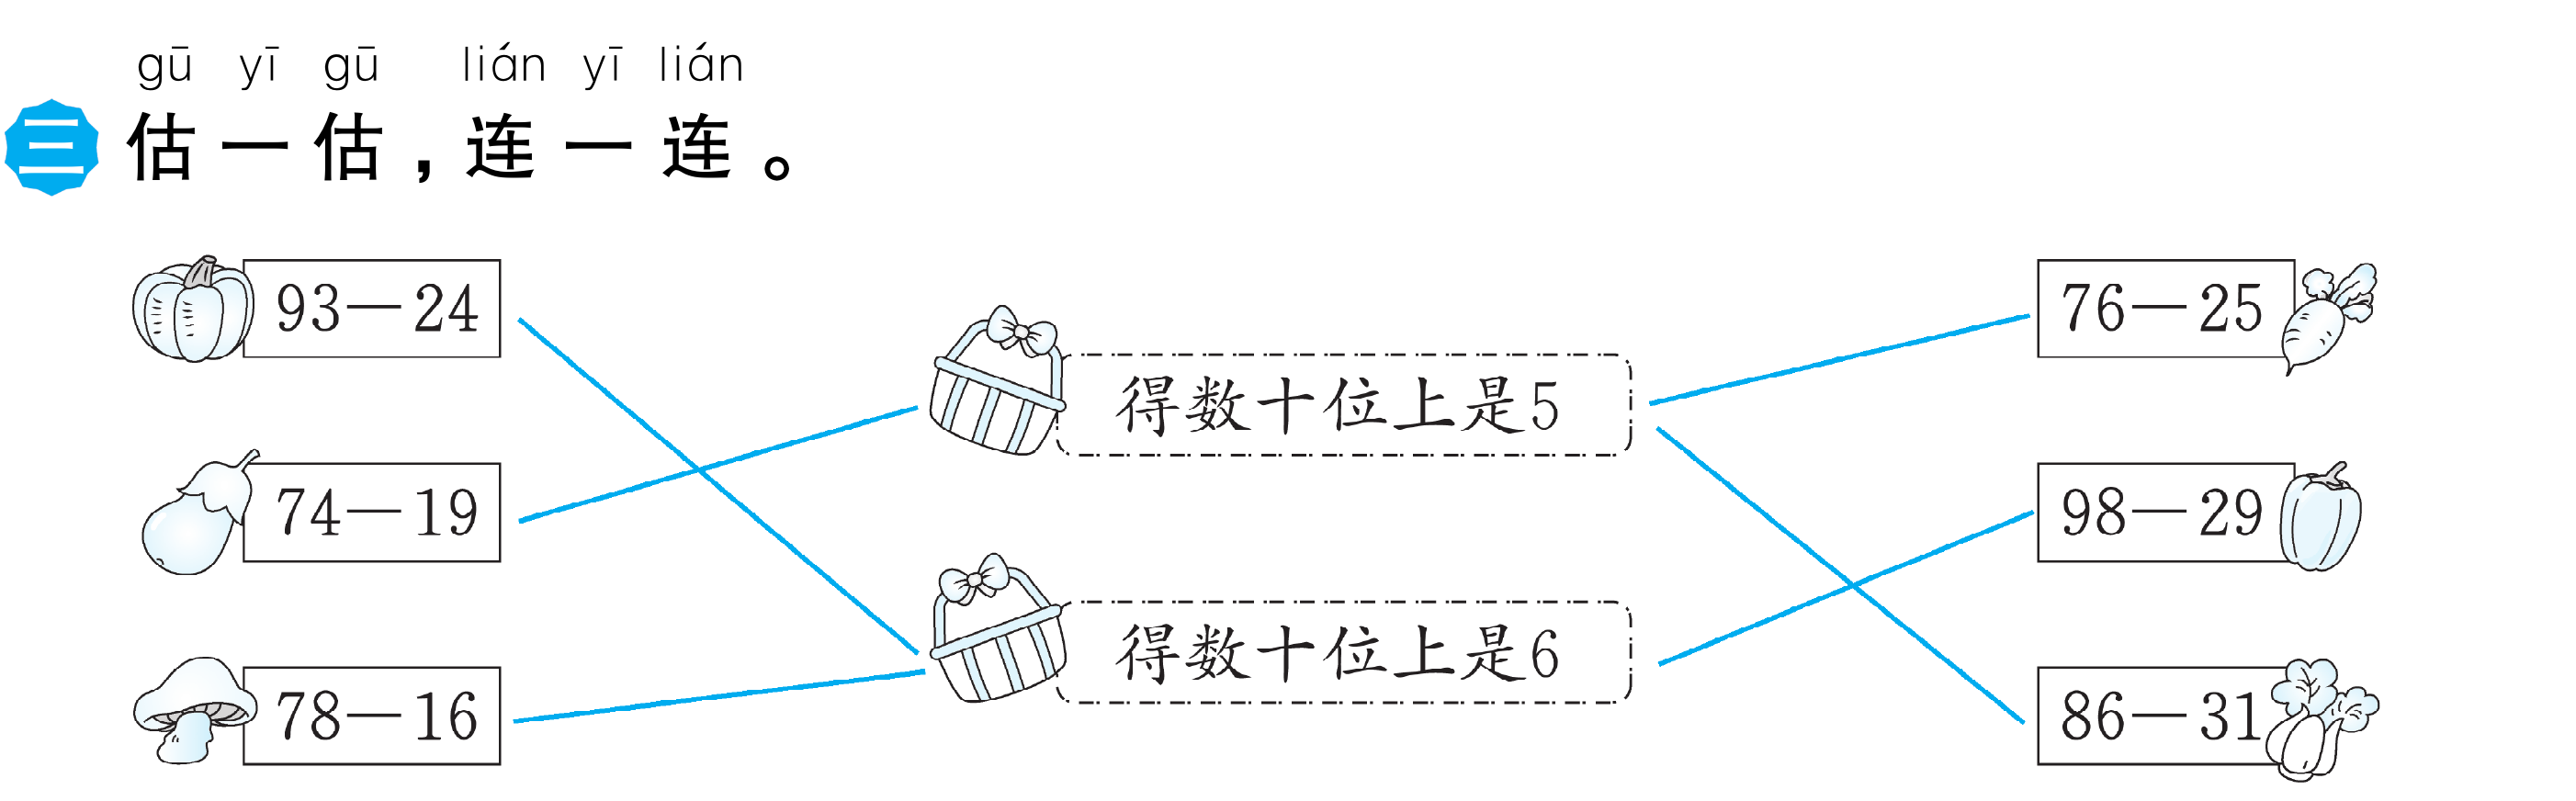 gū yī gū lián yī lián
三 估一估，连一连。
93－24
76－25
得数十位上是5
74－19
98－29
得数十位上是6
78－16
86－31